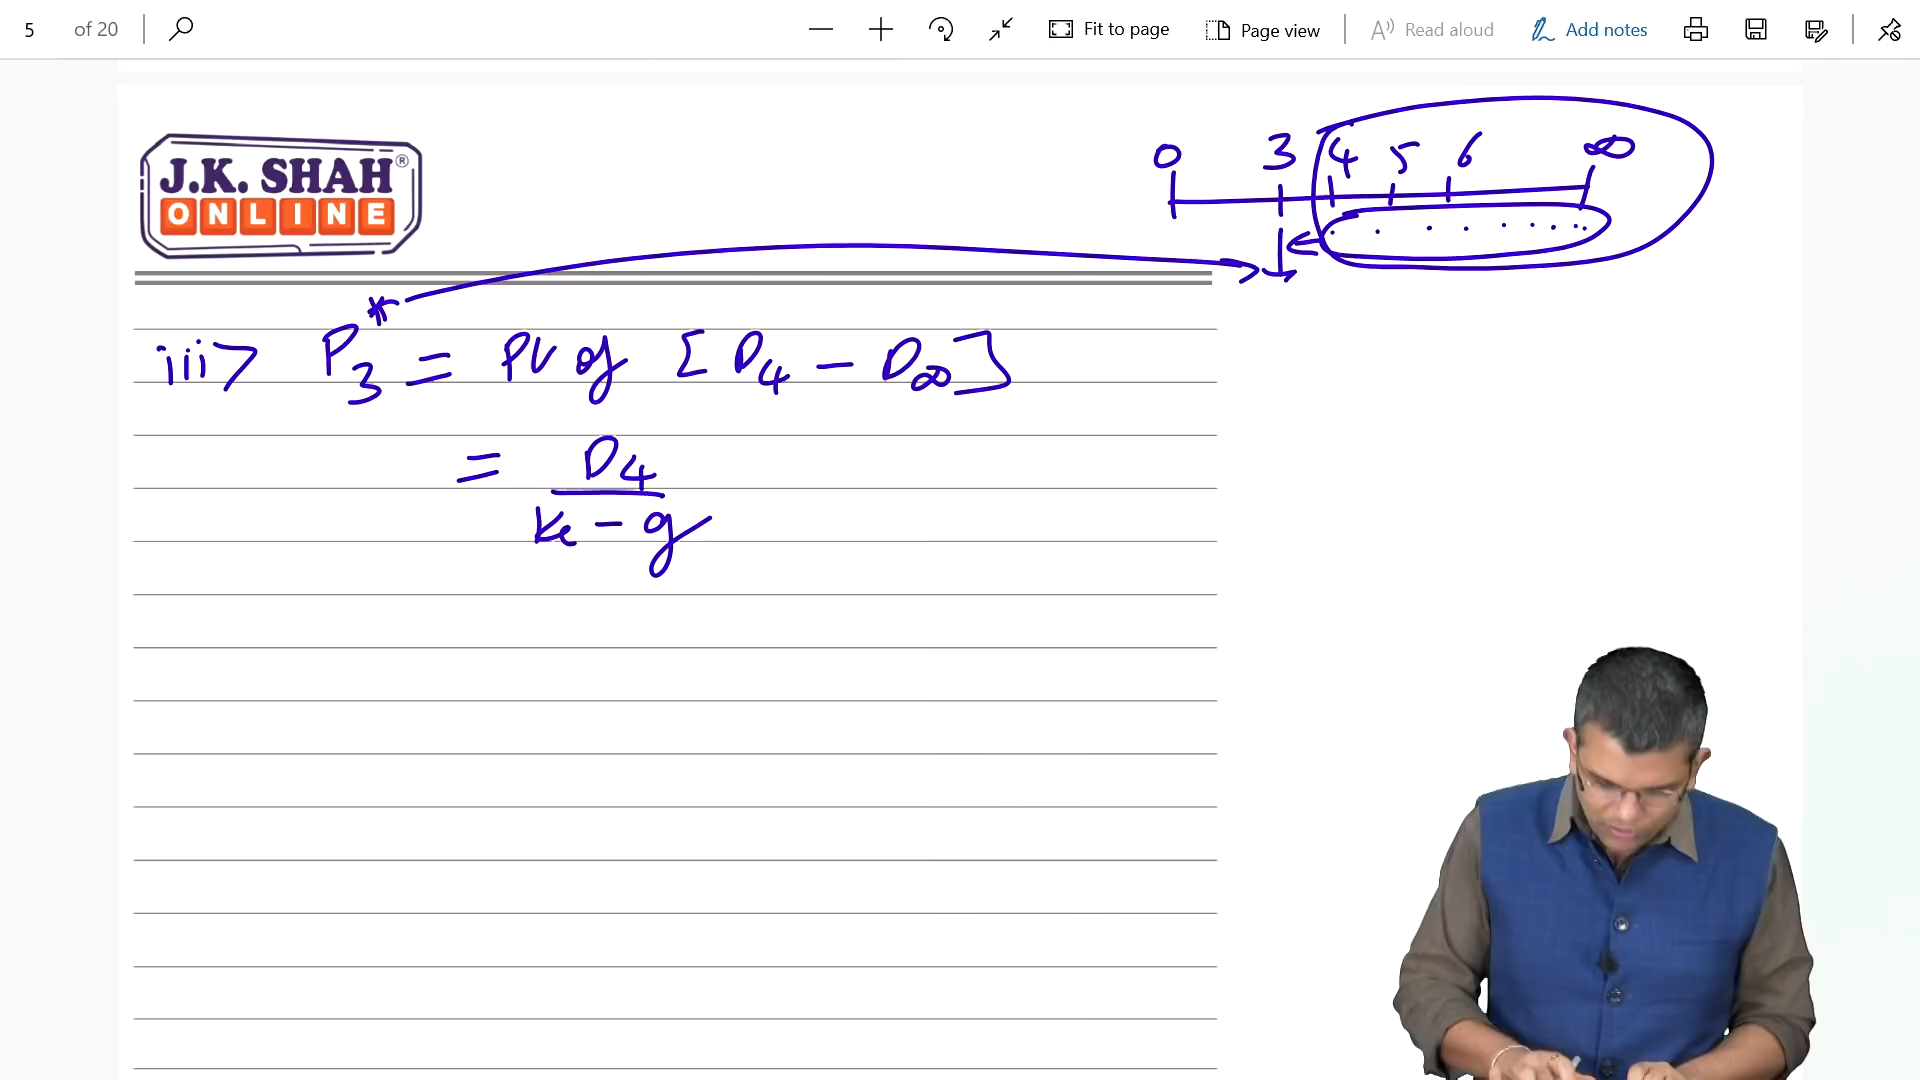 5 of 20 Fit to page Page view Read aloud Add notes
J.K. SHAH®
ONLINE
0 3 4 5 6 ∞
iii> P₃* = PV of [D₄ – D∞]
= D₄
Ke – g